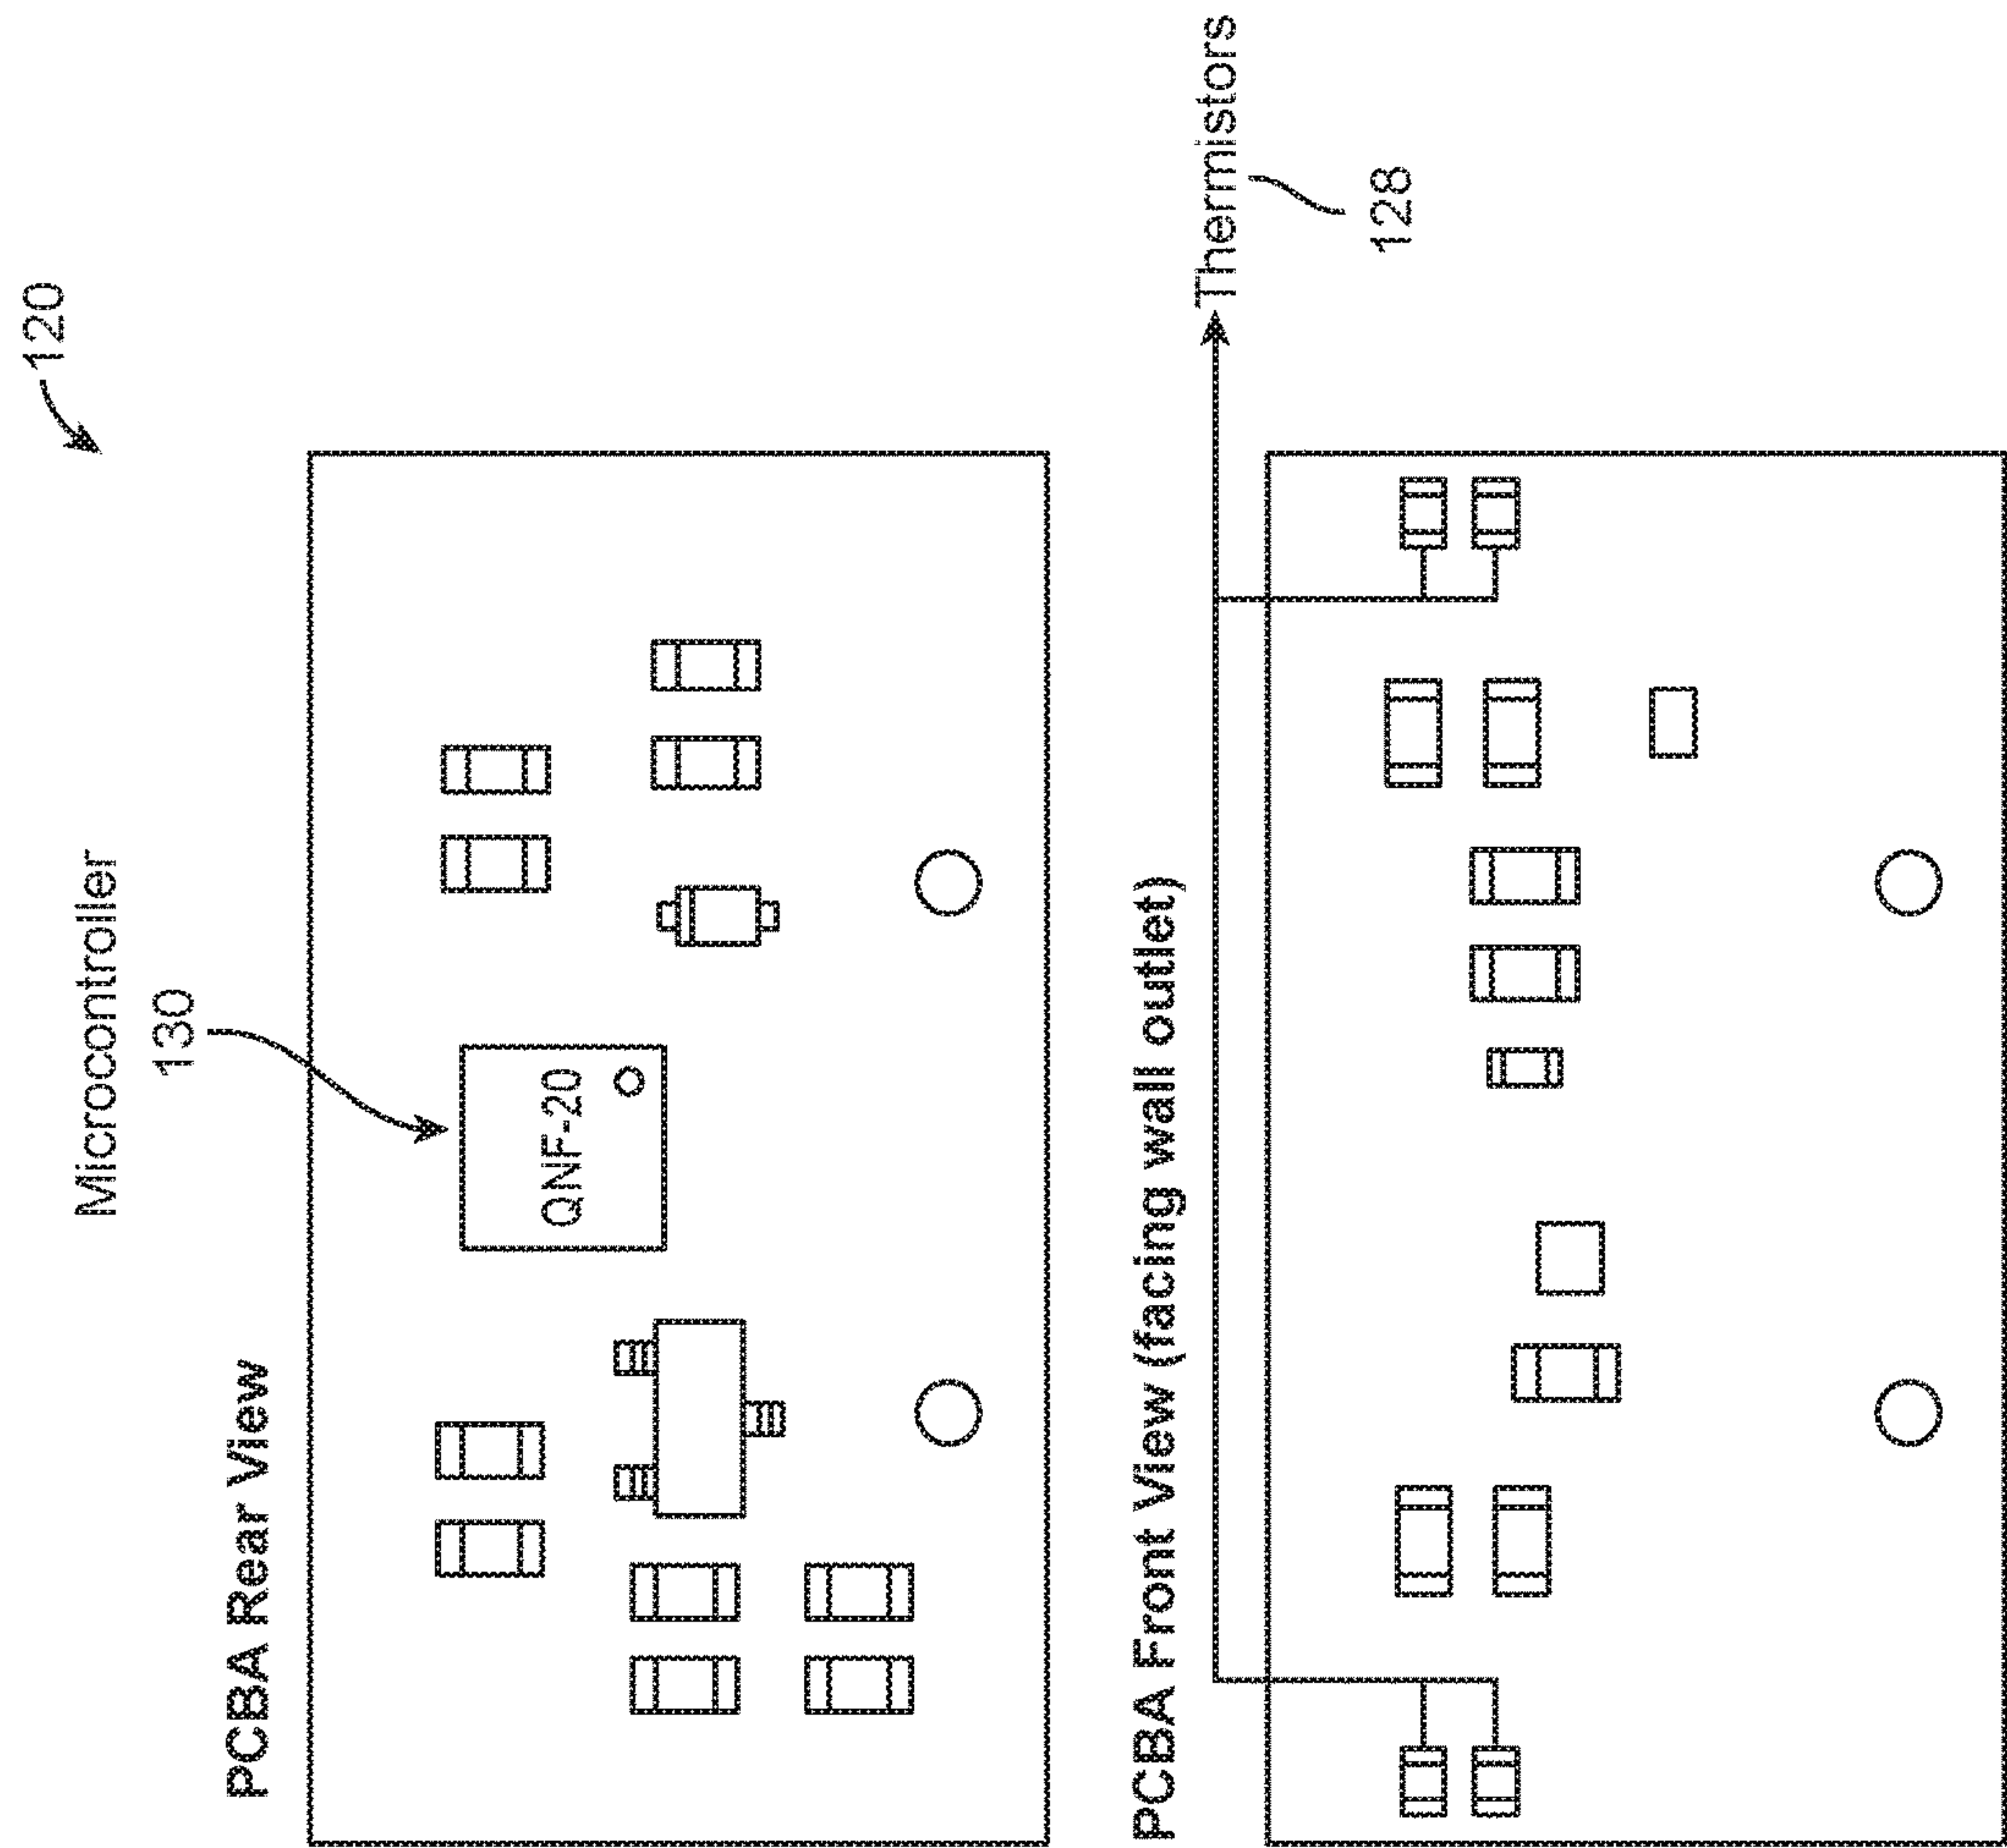 120
Microcontroller
130
PCBA Rear View
QNF-20
PCBA Front View (facing wall outlet)
Thermistors
128